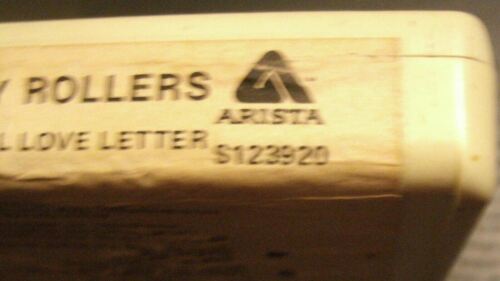 Y ROLLERS
ARISTA
L LOVE LETTER S123920